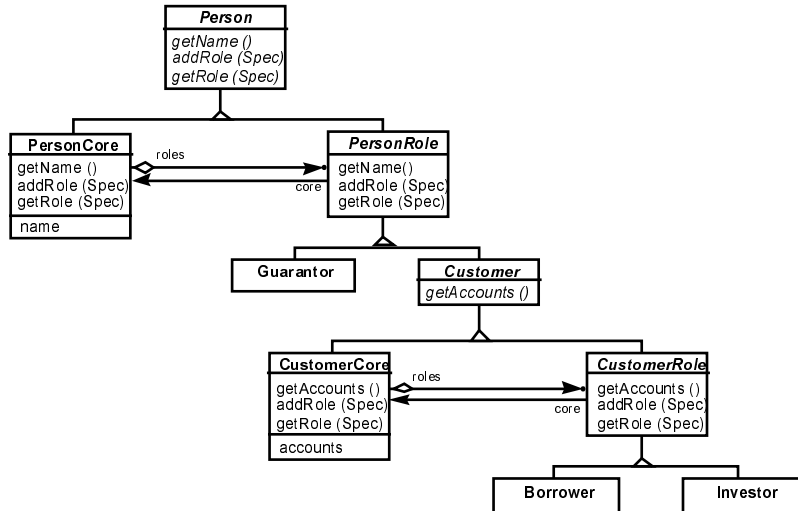 Person
getName ()
addRole (Spec)
getRole (Spec)
PersonCore
getName ()
addRole (Spec)
getRole (Spec)
name
roles
core
PersonRole
getName()
addRole (Spec)
getRole (Spec)
Guarantor
Customer
getAccounts ()
CustomerCore
getAccounts ()
addRole (Spec)
getRole (Spec)
accounts
roles
core
CustomerRole
getAccounts ()
addRole (Spec)
getRole (Spec)
Borrower
Investor